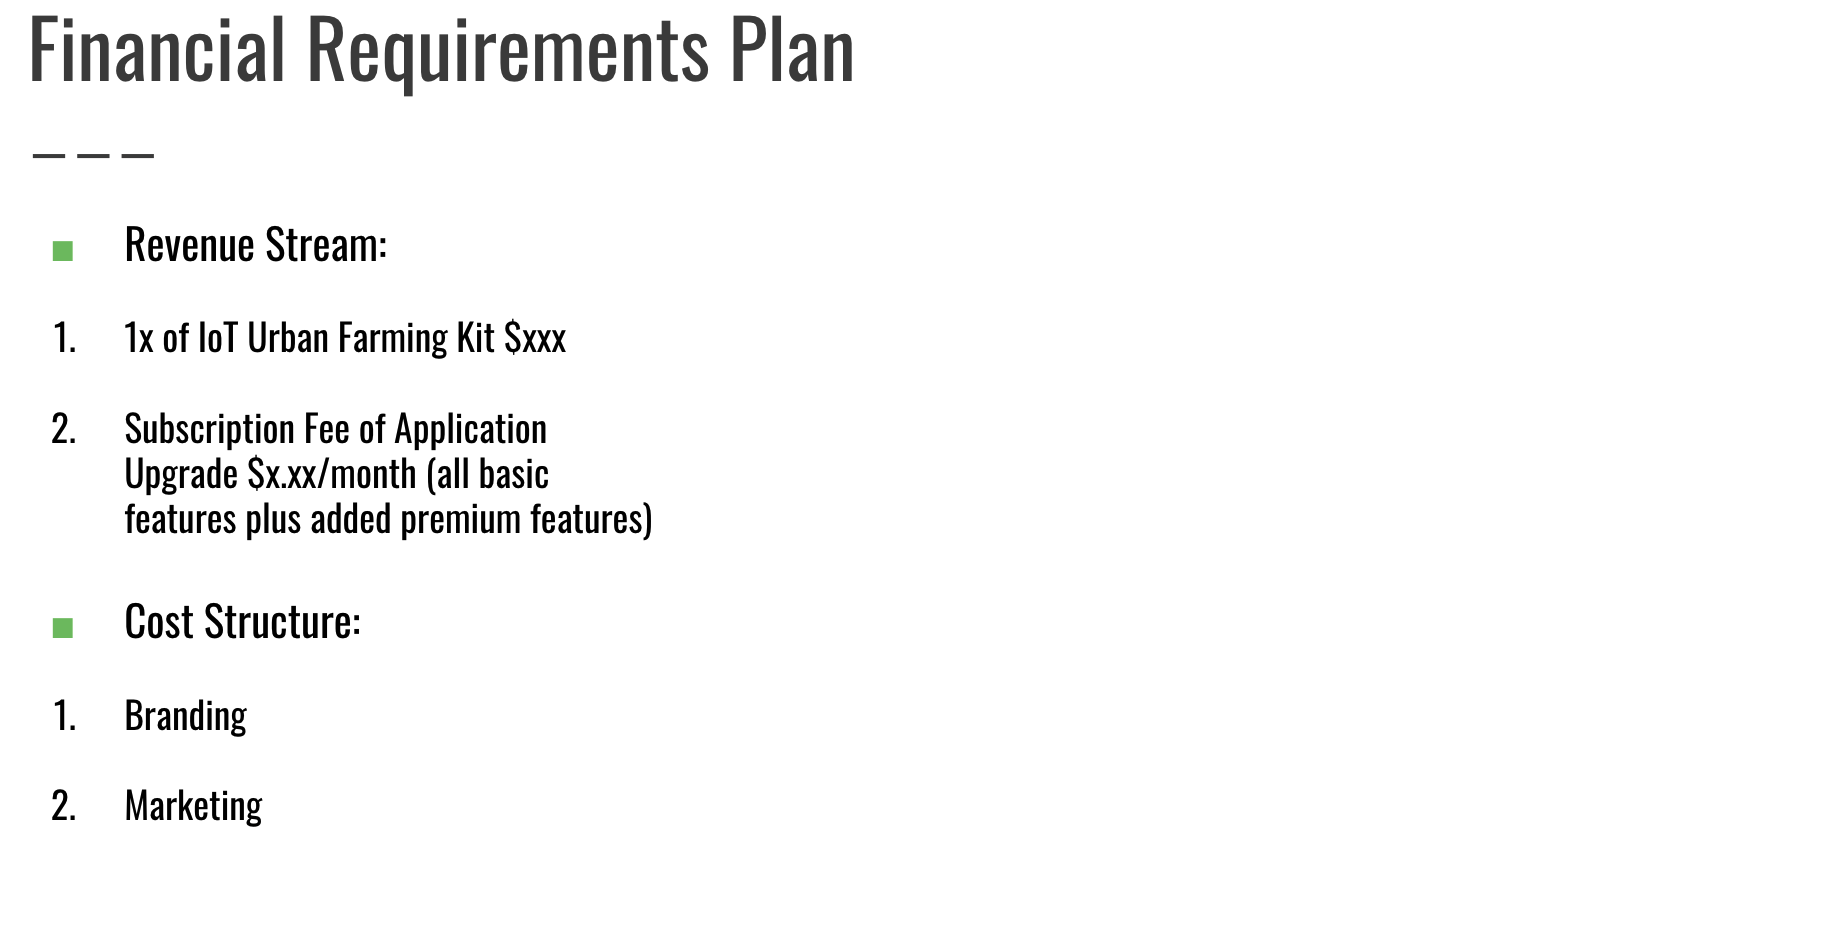 Financial Requirements Plan
Revenue Stream:
1. 1x of IoT Urban Farming Kit $xxx
2. Subscription Fee of Application
Upgrade $x.xx/month (all basic
features plus added premium features)
Cost Structure:
1. Branding
2. Marketing